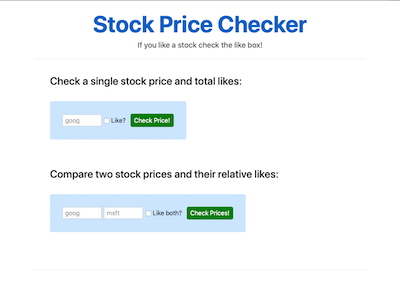 Stock Price Checker
If you like a stock check the like box!
Check a single stock price and total likes:
goog Like? Check Price!
Compare two stock prices and their relative likes:
goog msft Like both? Check Prices!